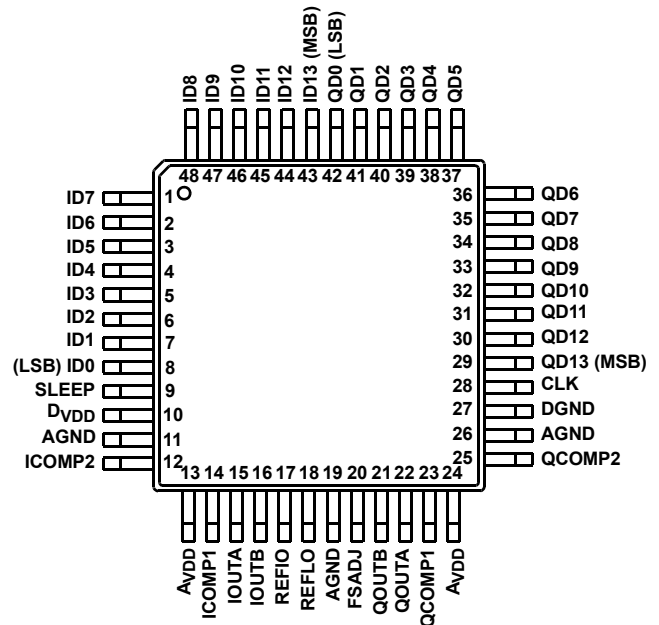 ID8
ID9
ID10
ID11
ID12
ID13 (MSB)
QD0 (LSB)
QD1
QD2
QD3
QD4
QD5
48 47 46 45 44 43 42 41 40 39 38 37
ID7 1
ID6 2
ID5 3
ID4 4
ID3 5
ID2 6
ID1 7
(LSB) ID0 8
SLEEP 9
DVDD 10
AGND 11
ICOMP2 12
36 QD6
35 QD7
34 QD8
33 QD9
32 QD10
31 QD11
30 QD12
29 QD13 (MSB)
28 CLK
27 DGND
26 AGND
25 QCOMP2
13 14 15 16 17 18 19 20 21 22 23 24
AVDD
ICOMP1
IOUTA
IOUTB
REFIO
REFLO
AGND
FSADJ
QOUTB
QOUTA
QCOMP1
AVDD